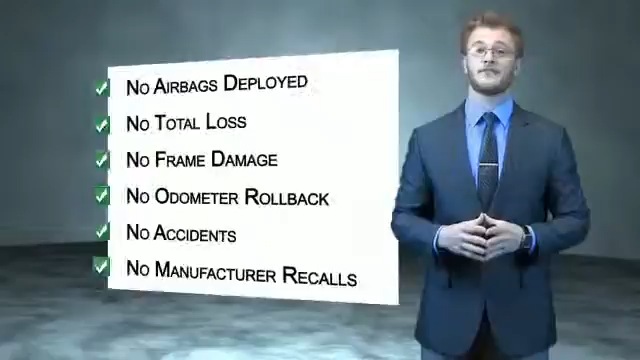 No Airbags Deployed
No Total Loss
No Frame Damage
No Odometer Rollback
No Accidents
No Manufacturer Recalls